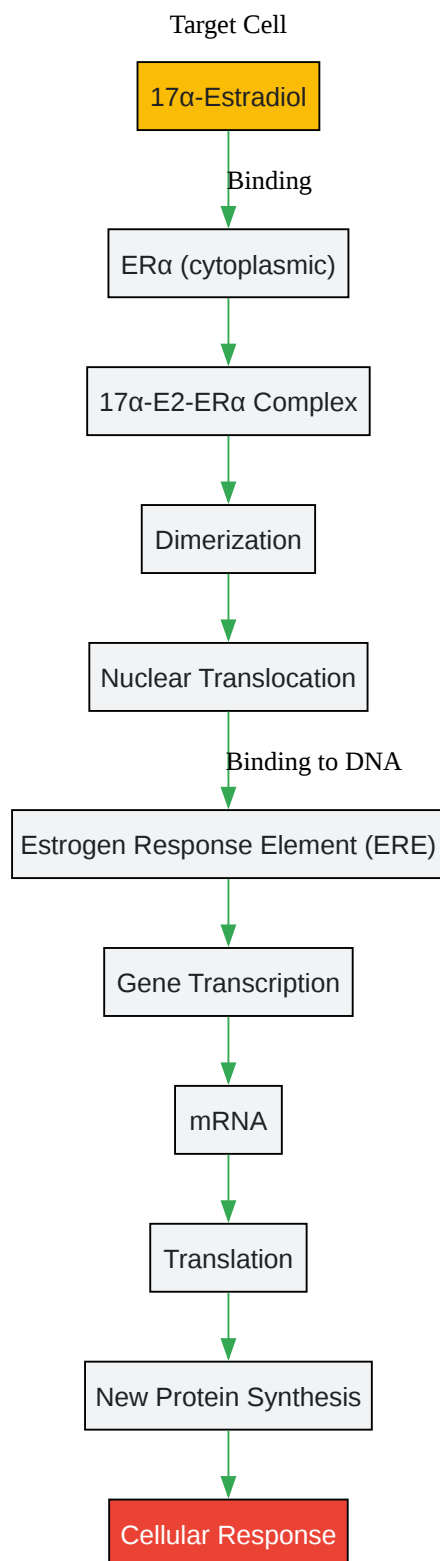 Target Cell
17α-Estradiol
Binding
ERα (cytoplasmic)
17α-E2-ERα Complex
Dimerization
Nuclear Translocation
Binding to DNA
Estrogen Response Element (ERE)
Gene Transcription
mRNA
Translation
New Protein Synthesis
Cellular Response